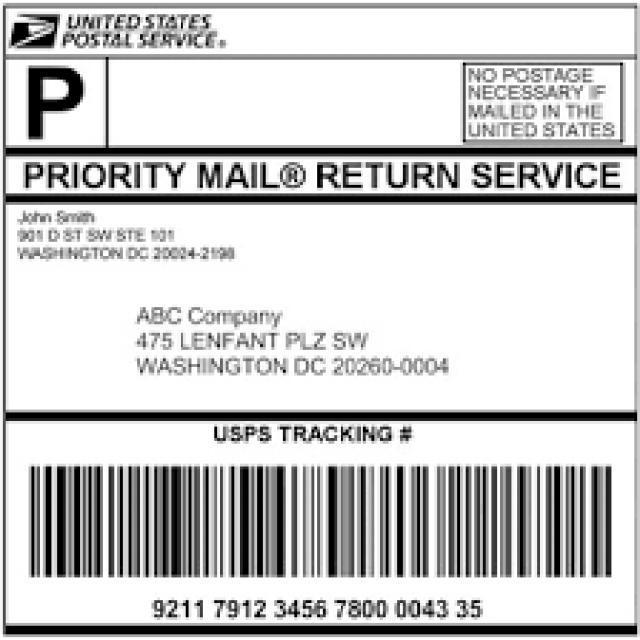 UNITED STATES
POSTAL SERVICE®
P
NO POSTAGE
NECESSARY IF
MAILED IN THE
UNITED STATES
PRIORITY MAIL® RETURN SERVICE
John Smith
901 D ST SW STE 101
WASHINGTON DC 20024-2198
ABC Company
475 LENFANT PLZ SW
WASHINGTON DC 20260-0004
USPS TRACKING #
9211 7912 3456 7800 0043 35